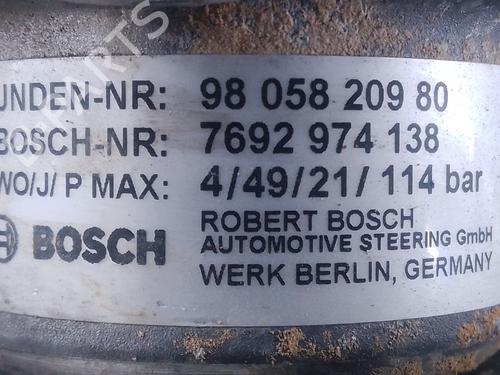 UNDEN-NR: 98 058 209 80
BOSCH-NR: 7692 974 138
WO/J/ P MAX: 4/49/21/ 114 bar
BOSCH
ROBERT BOSCH
AUTOMOTIVE STEERING GmbH
WERK BERLIN, GERMANY